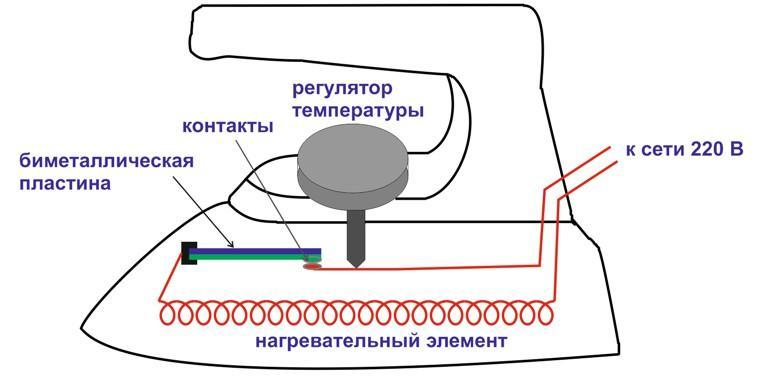 регулятор
температуры
контакты
биметаллическая
пластина
к сети 220 В
нагревательный элемент